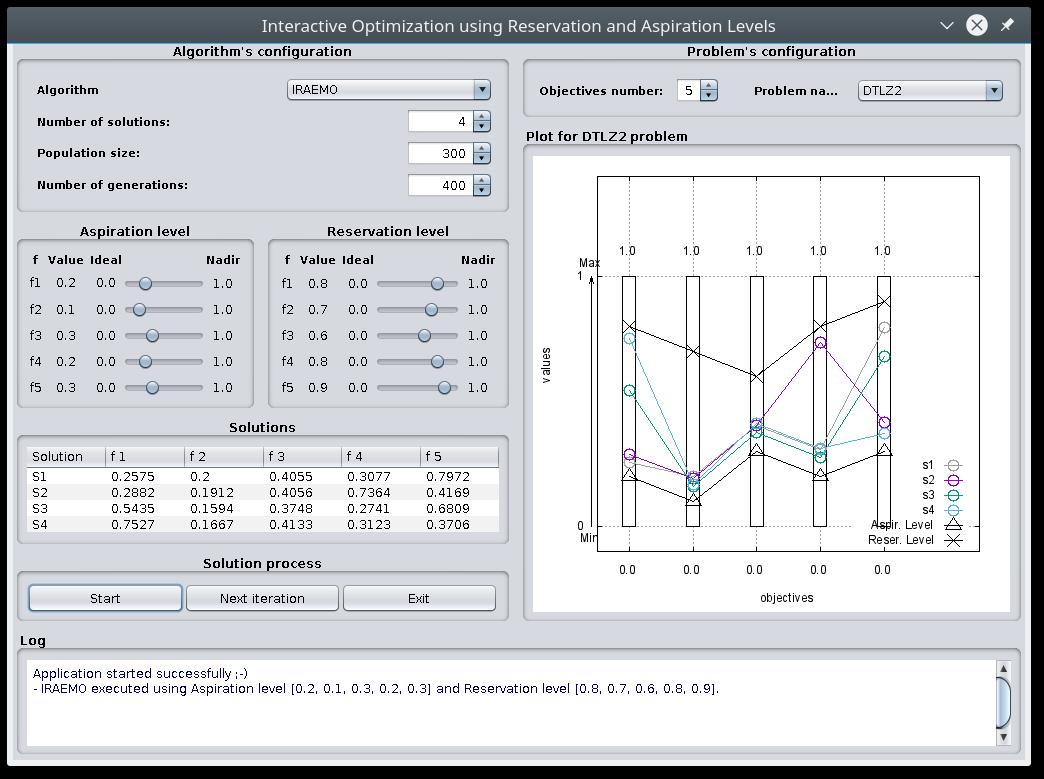 Interactive Optimization using Reservation and Aspiration Levels
Algorithm's configuration
Algorithm IRAEMO
Number of solutions: 4
Population size: 300
Number of generations: 400
Aspiration level
f Value Ideal Nadir
f1 0.2 0.0 1.0
f2 0.1 0.0 1.0
f3 0.3 0.0 1.0
f4 0.2 0.0 1.0
f5 0.3 0.0 1.0
Reservation level
f Value Ideal Nadir
f1 0.8 0.0 1.0
f2 0.7 0.0 1.0
f3 0.6 0.0 1.0
f4 0.8 0.0 1.0
f5 0.9 0.0 1.0
Solutions
Solution f 1 f 2 f 3 f 4 f 5
S1 0.2575 0.2 0.4055 0.3077 0.7972
S2 0.2882 0.1912 0.4056 0.7364 0.4169
S3 0.5435 0.1594 0.3748 0.2741 0.6809
S4 0.7527 0.1667 0.4133 0.3123 0.3706
Solution process
Start Next iteration Exit
Problem's configuration
Objectives number: 5 Problem na... DTLZ2
Plot for DTLZ2 problem
1.0 1.0 1.0 1.0 1.0
Max
1
values
s1
s2
s3
s4
0 Aspir. Level
Min Reser. Level
0.0 0.0 0.0 0.0 0.0
objectives
Log
Application started successfully ;-)
- IRAEMO executed using Aspiration level [0.2, 0.1, 0.3, 0.2, 0.3] and Reservation level [0.8, 0.7, 0.6, 0.8, 0.9].